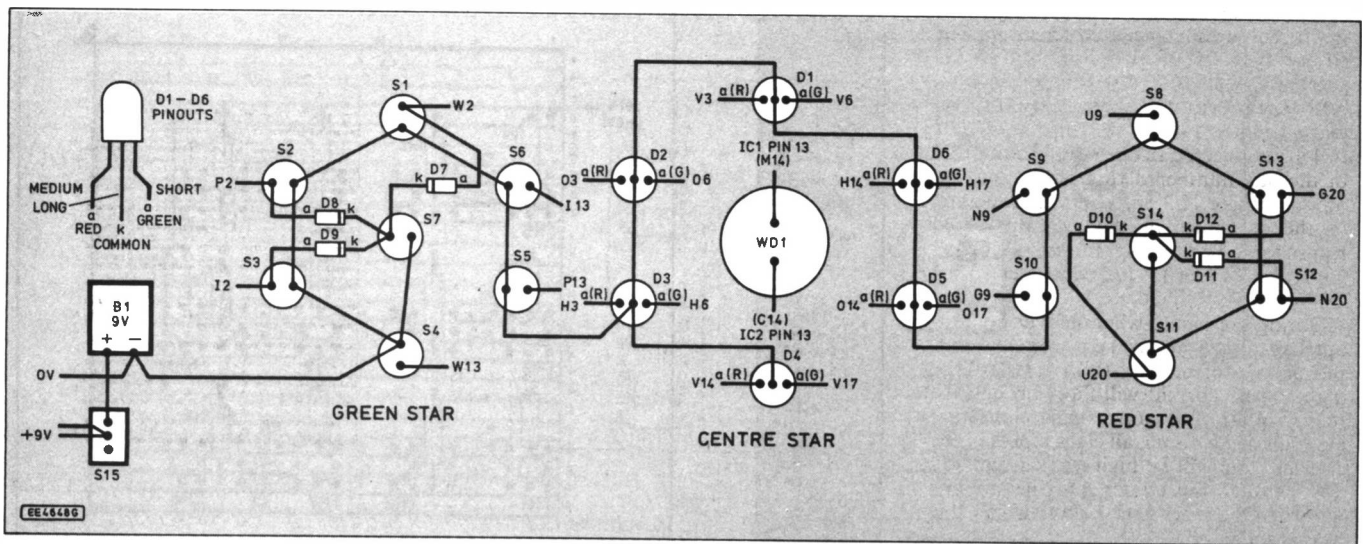 D1 – D6
PINOUTS
MEDIUM
LONG
SHORT
a
RED
k
COMMON
a
GREEN
B1
9V
+ –
0V
+9V
S15
S1
W2
S2
P2
D7
k a
S6
I13
D8
a k
S7
D9
a k
S3
I2
S5
P13
S4
W13
GREEN STAR
D1
V3 a(R) a(G) V6
D2
O3 a(R) a(G) O6
IC1 PIN 13
(M14)
WD1
(C14)
IC2 PIN 13
D3
H3 a(R) a(G) H6
D4
V14 a(R) a(G) V17
D6
H14 a(R) a(G) H17
D5
O14 a(R) a(G) O17
CENTRE STAR
S8
U9
S9
N9
S13
G20
D10
a k
S14
D12
k a
k a
D11
S10
G9
S12
N20
S11
U20
RED STAR
EE4648G